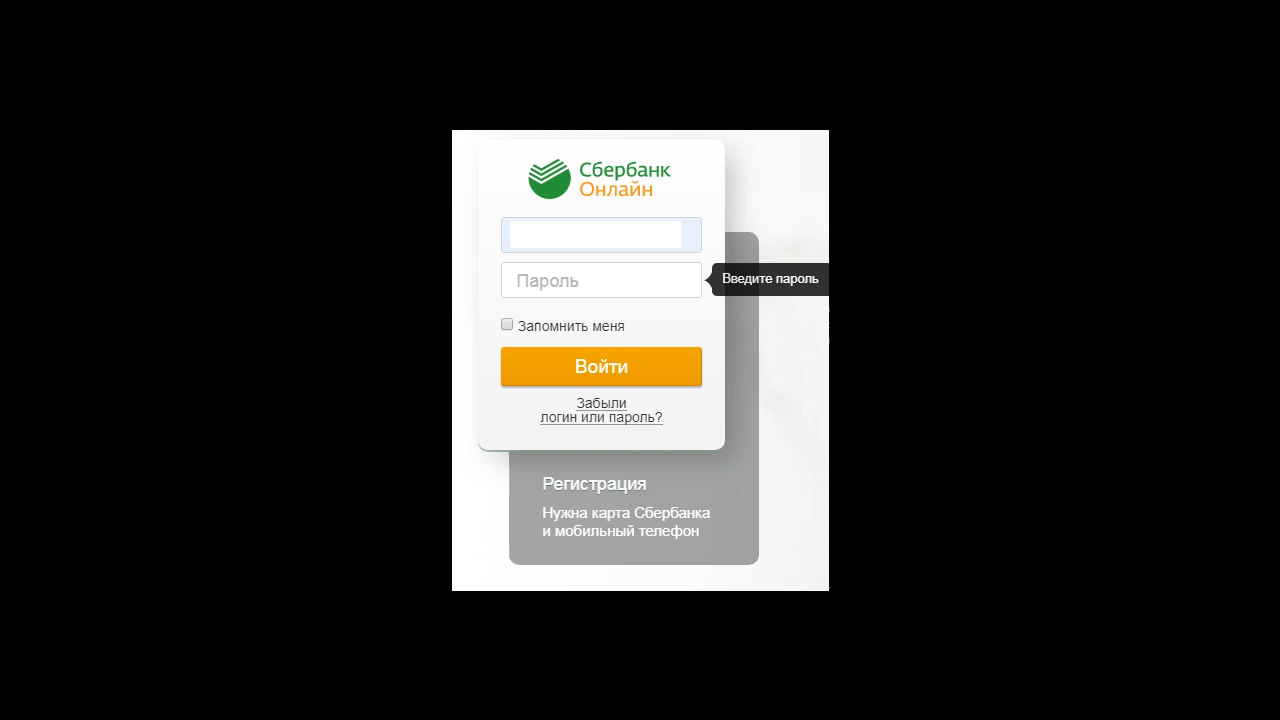 Сбербанк
Онлайн
Пароль
Введите пароль
Запомнить меня
Войти
Забыли
логин или пароль?
Регистрация
Нужна карта Сбербанка
и мобильный телефон